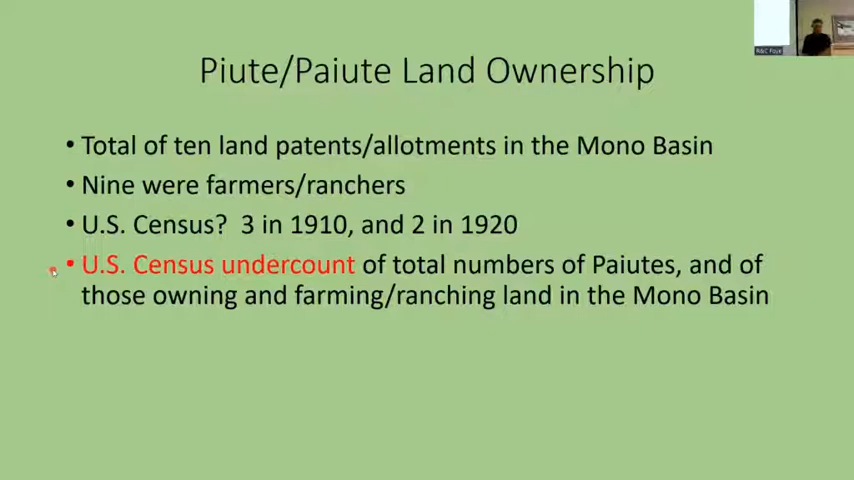 Piute/Paiute Land Ownership
• Total of ten land patents/allotments in the Mono Basin
• Nine were farmers/ranchers
• U.S. Census? 3 in 1910, and 2 in 1920
• U.S. Census undercount of total numbers of Paiutes, and of
those owning and farming/ranching land in the Mono Basin